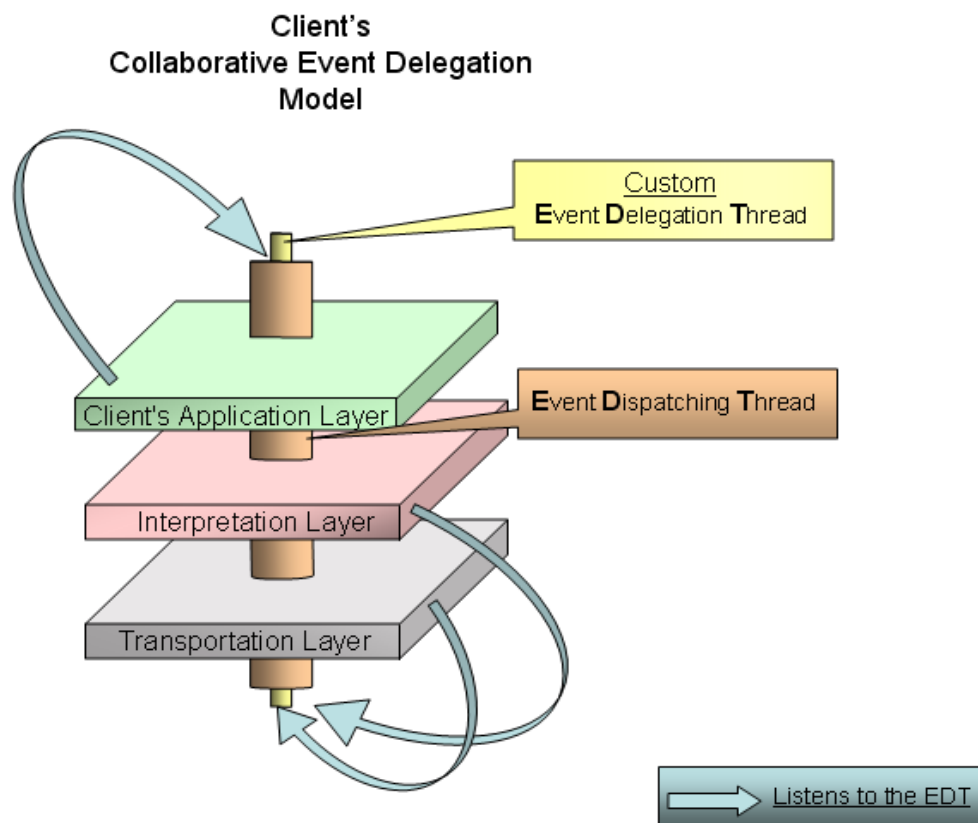 Client's
Collaborative Event Delegation
Model
Custom
Event Delegation Thread
Event Dispatching Thread
Client's Application Layer
Interpretation Layer
Transportation Layer
Listens to the EDT